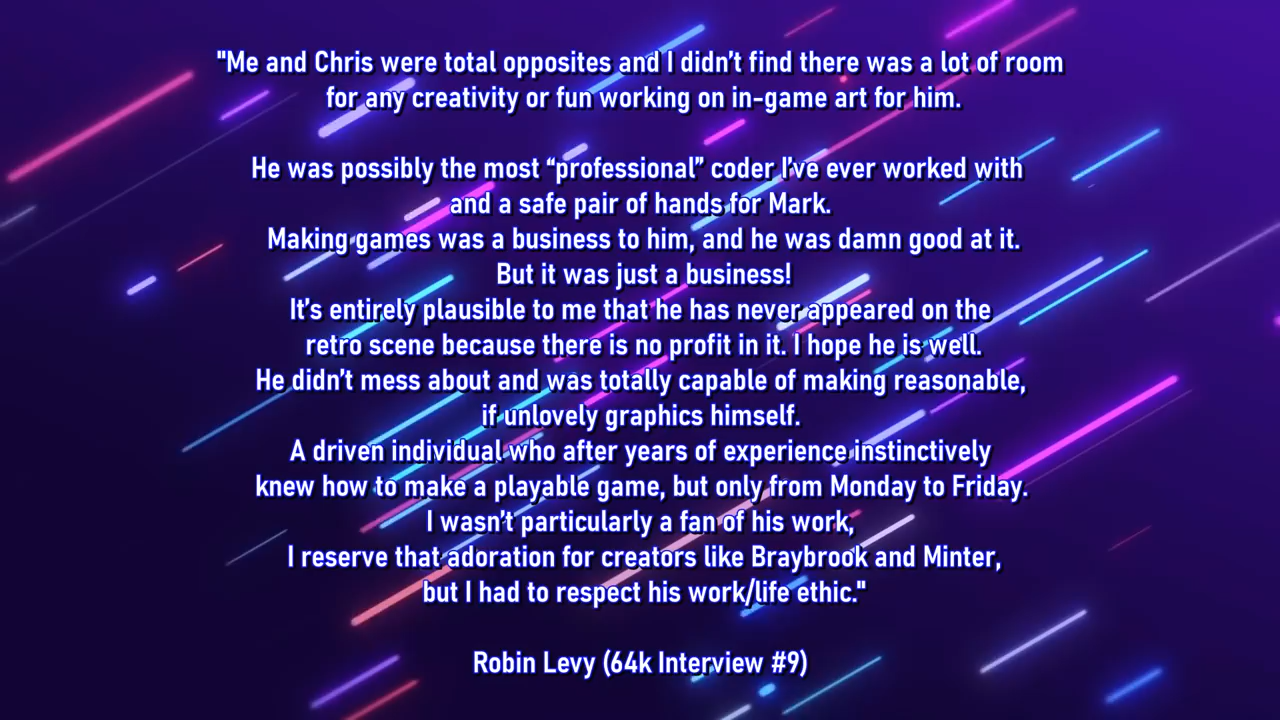 "Me and Chris were total opposites and I didn’t find there was a lot of room
for any creativity or fun working on in-game art for him.
He was possibly the most “professional” coder I’ve ever worked with
and a safe pair of hands for Mark.
Making games was a business to him, and he was damn good at it.
But it was just a business!
It’s entirely plausible to me that he has never appeared on the
retro scene because there is no profit in it. I hope he is well.
He didn’t mess about and was totally capable of making reasonable,
if unlovely graphics himself.
A driven individual who after years of experience instinctively
knew how to make a playable game, but only from Monday to Friday.
I wasn’t particularly a fan of his work,
I reserve that adoration for creators like Braybrook and Minter,
but I had to respect his work/life ethic."
Robin Levy (64k Interview #9)